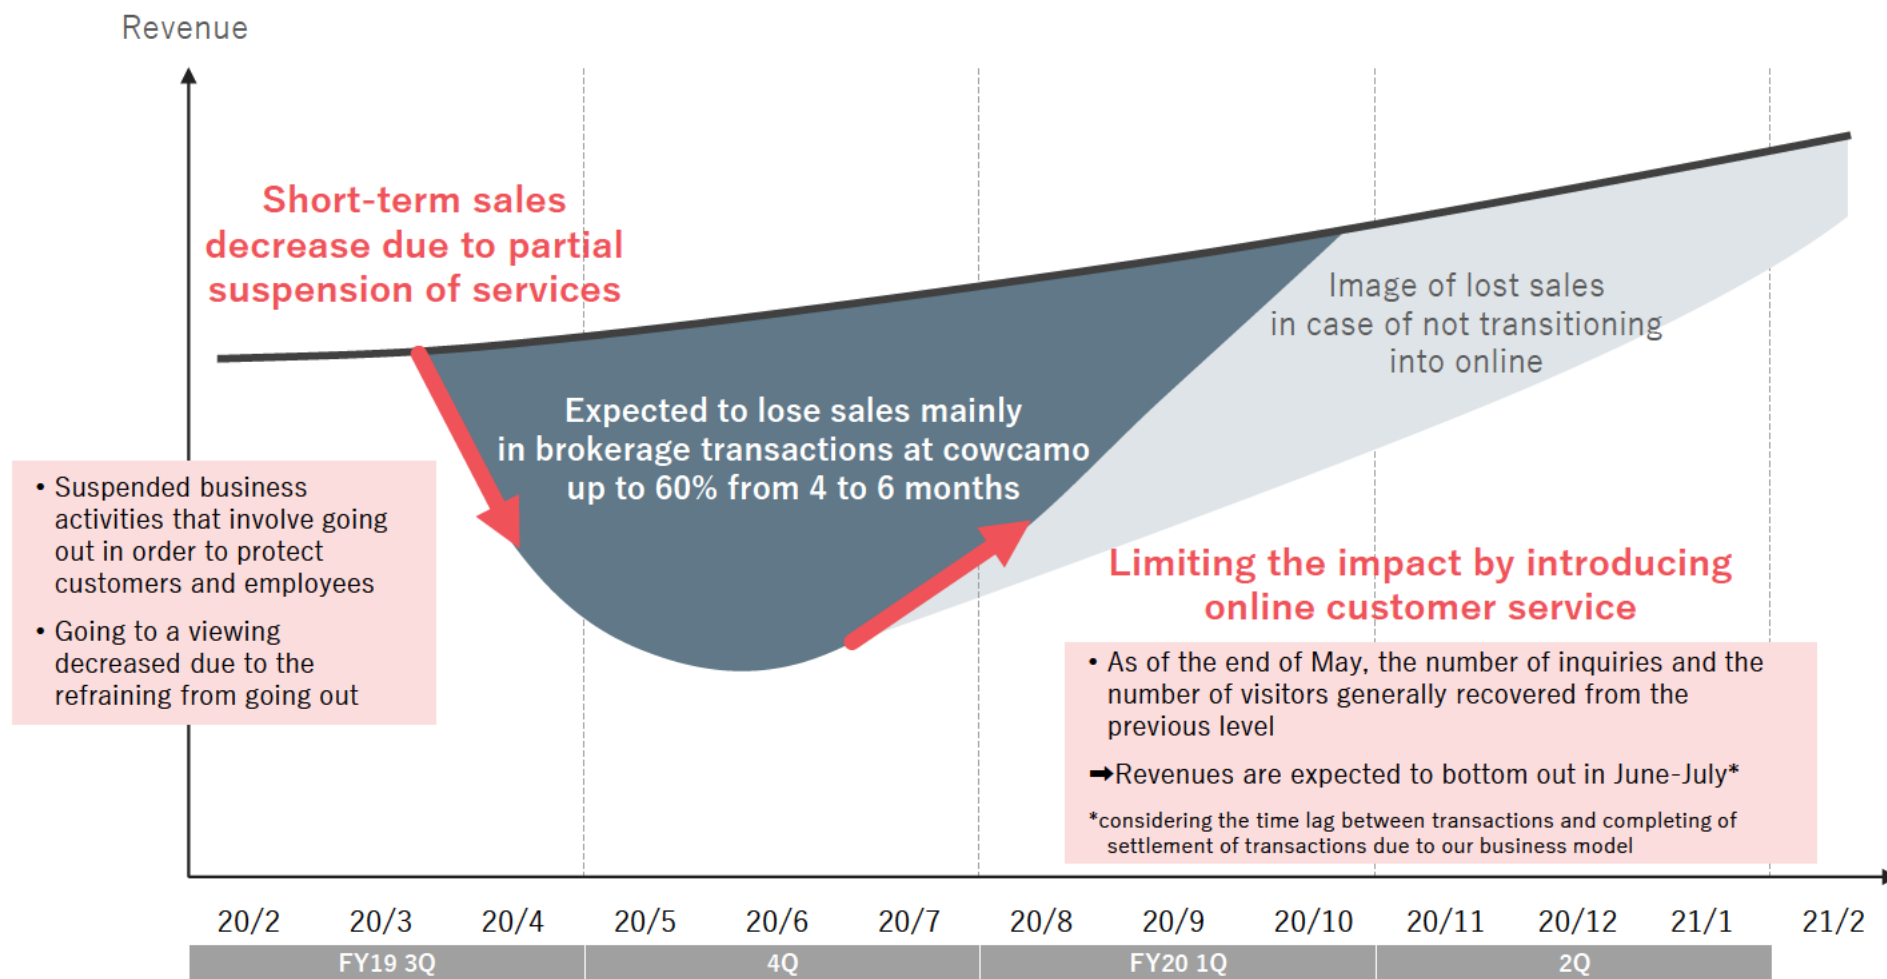 Revenue
Short-term sales
decrease due to partial
suspension of services
Image of lost sales
in case of not transitioning
into online
Expected to lose sales mainly
in brokerage transactions at cowcamo
up to 60% from 4 to 6 months
• Suspended business
activities that involve going
out in order to protect
customers and employees
• Going to a viewing
decreased due to the
refraining from going out
Limiting the impact by introducing
online customer service
• As of the end of May, the number of inquiries and the
number of visitors generally recovered from the
previous level
➡Revenues are expected to bottom out in June-July*
*considering the time lag between transactions and completing of
settlement of transactions due to our business model
20/2 20/3 20/4 20/5 20/6 20/7 20/8 20/9 20/10 20/11 20/12 21/1 21/2
FY19 3Q 4Q FY20 1Q 2Q